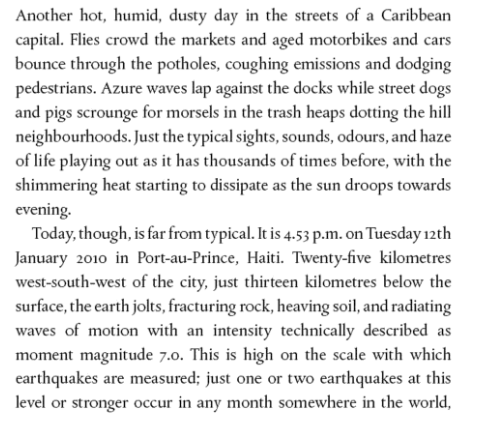 Another hot, humid, dusty day in the streets of a Caribbean
capital. Flies crowd the markets and aged motorbikes and cars
bounce through the potholes, coughing emissions and dodging
pedestrians. Azure waves lap against the docks while street dogs
and pigs scrounge for morsels in the trash heaps dotting the hill
neighbourhoods. Just the typical sights, sounds, odours, and haze
of life playing out as it has thousands of times before, with the
shimmering heat starting to dissipate as the sun droops towards
evening.
Today, though, is far from typical. It is 4.53 p.m. on Tuesday 12th
January 2010 in Port-au-Prince, Haiti. Twenty-five kilometres
west-south-west of the city, just thirteen kilometres below the
surface, the earth jolts, fracturing rock, heaving soil, and radiating
waves of motion with an intensity technically described as
moment magnitude 7.0. This is high on the scale with which
earthquakes are measured; just one or two earthquakes at this
level or stronger occur in any month somewhere in the world,